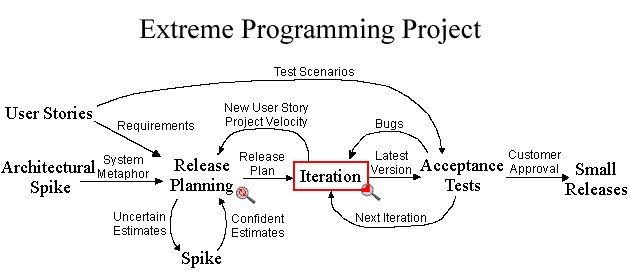 Extreme Programming Project
Test Scenarios
User Stories
New User Story
Project Velocity
Bugs
Requirements
Architectural
Spike
System
Metaphor
Release
Planning
Release
Plan
Iteration
Latest
Version
Acceptance
Tests
Customer
Approval
Small
Releases
Uncertain
Estimates
Confident
Estimates
Next Iteration
Spike